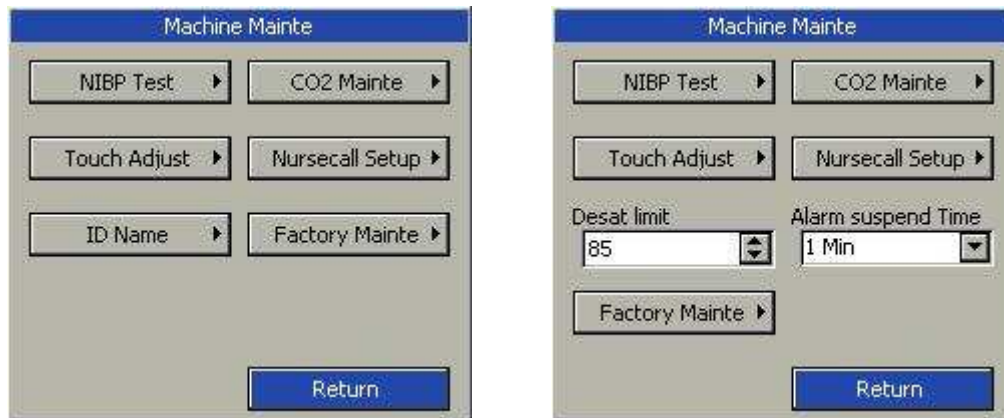 Machine Mainte
NIBP Test
CO2 Mainte
Touch Adjust
Nursecall Setup
ID Name
Factory Mainte
Return
Machine Mainte
NIBP Test
CO2 Mainte
Touch Adjust
Nursecall Setup
Desat limit
Alarm suspend Time
85
1 Min
Factory Mainte
Return